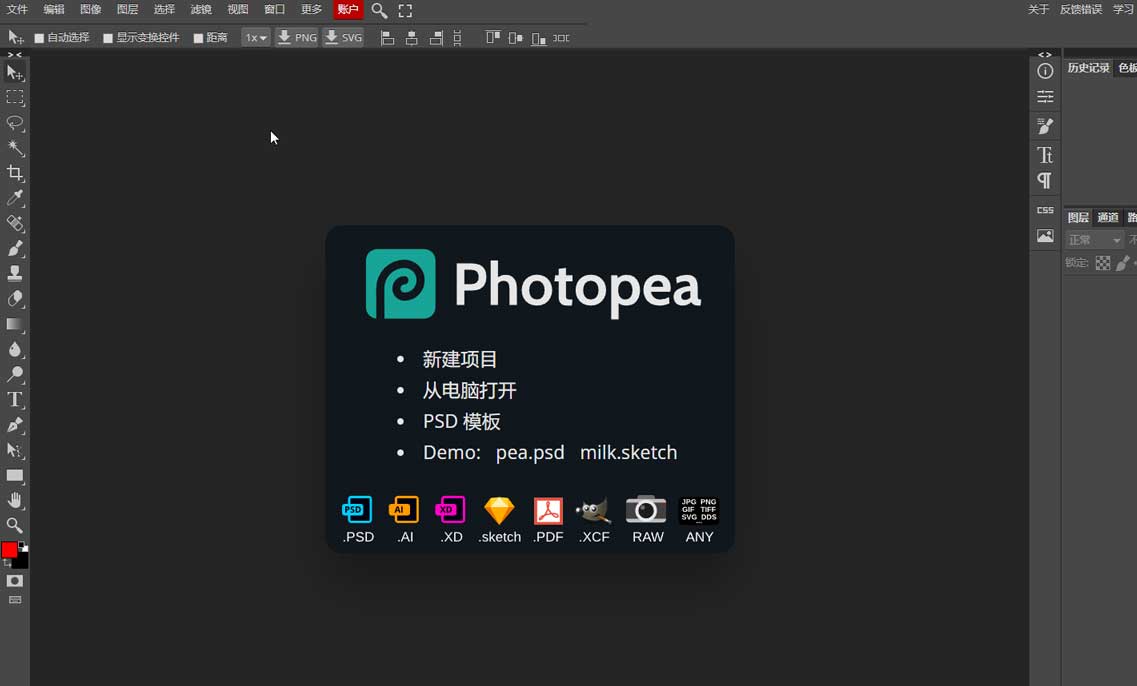 文件 编辑 图像 图层 选择 滤镜 视图 窗口 更多 账户 关于 反馈错误 学习
自动选择 显示变换控件 距离 1x PNG SVG
> < < >
历史记录 色板
CSS
图层 通道
正常
锁定:
Photopea
新建项目
从电脑打开
PSD 模板
Demo: pea.psd milk.sketch
PSD AI XD JPG PNG
GIF TIFF
SVG DDS
.PSD .AI .XD .sketch .PDF .XCF RAW ANY